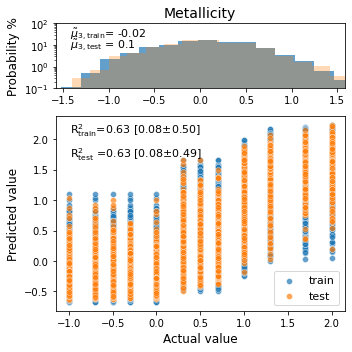 Metallicity
Probability %
10²
10¹
10⁰
10⁻¹
μ̃₃,train= -0.02
μ̃₃,test = 0.1
−1.5 −1.0 −0.5 0.0 0.5 1.0 1.5
R²train=0.63 [0.08±0.50]
R²test =0.63 [0.08±0.49]
Predicted value
2.0
1.5
1.0
0.5
0.0
−0.5
train
test
−1.0 −0.5 0.0 0.5 1.0 1.5 2.0
Actual value